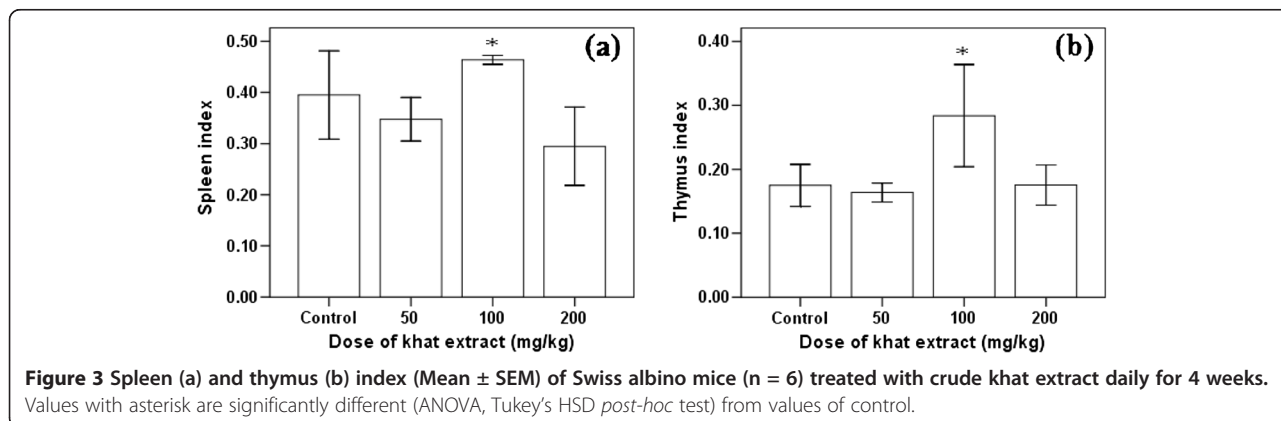 (a)
*
0.50
0.40
0.30
0.20
0.10
0.00
Spleen index
Control 50 100 200
Dose of khat extract (mg/kg)
(b)
*
0.40
0.30
0.20
0.10
0.00
Thymus index
Control 50 100 200
Dose of khat extract (mg/kg)
Figure 3 Spleen (a) and thymus (b) index (Mean ± SEM) of Swiss albino mice (n = 6) treated with crude khat extract daily for 4 weeks.
Values with asterisk are significantly different (ANOVA, Tukey's HSD post-hoc test) from values of control.